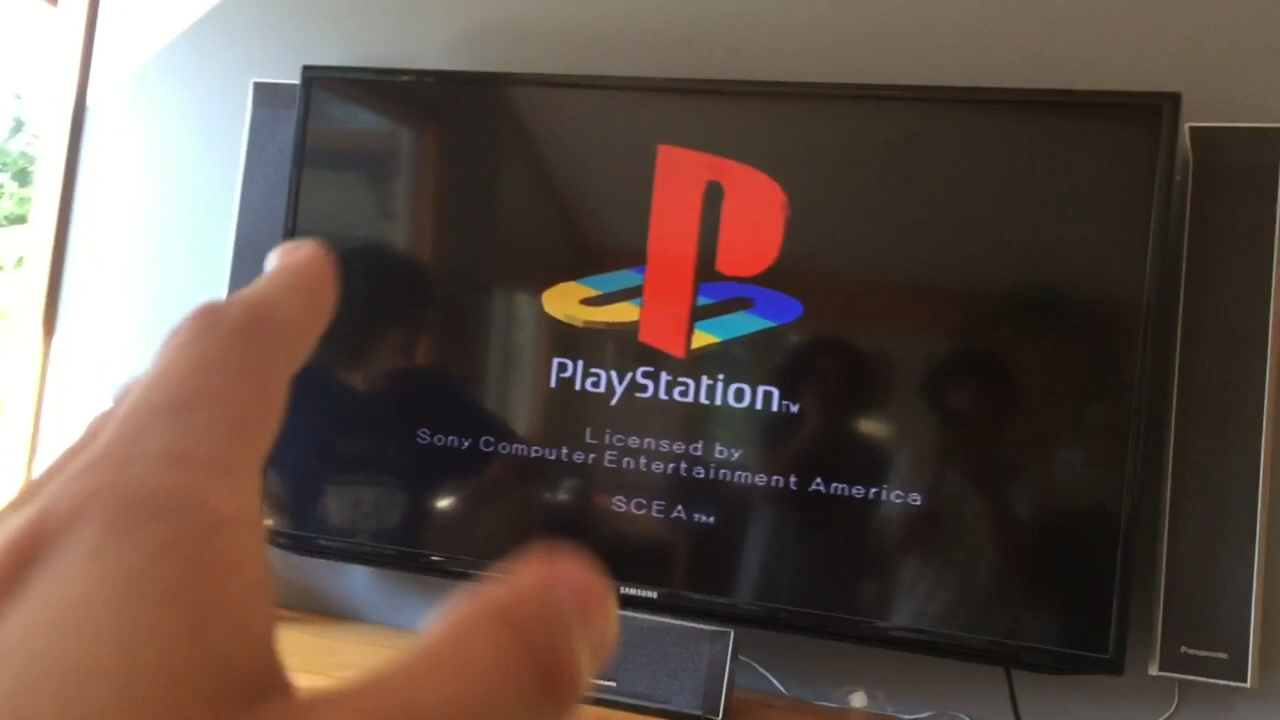 PlayStation™
Licensed by
Sony Computer Entertainment America
SCEA™
SAMSUNG
Panasonic